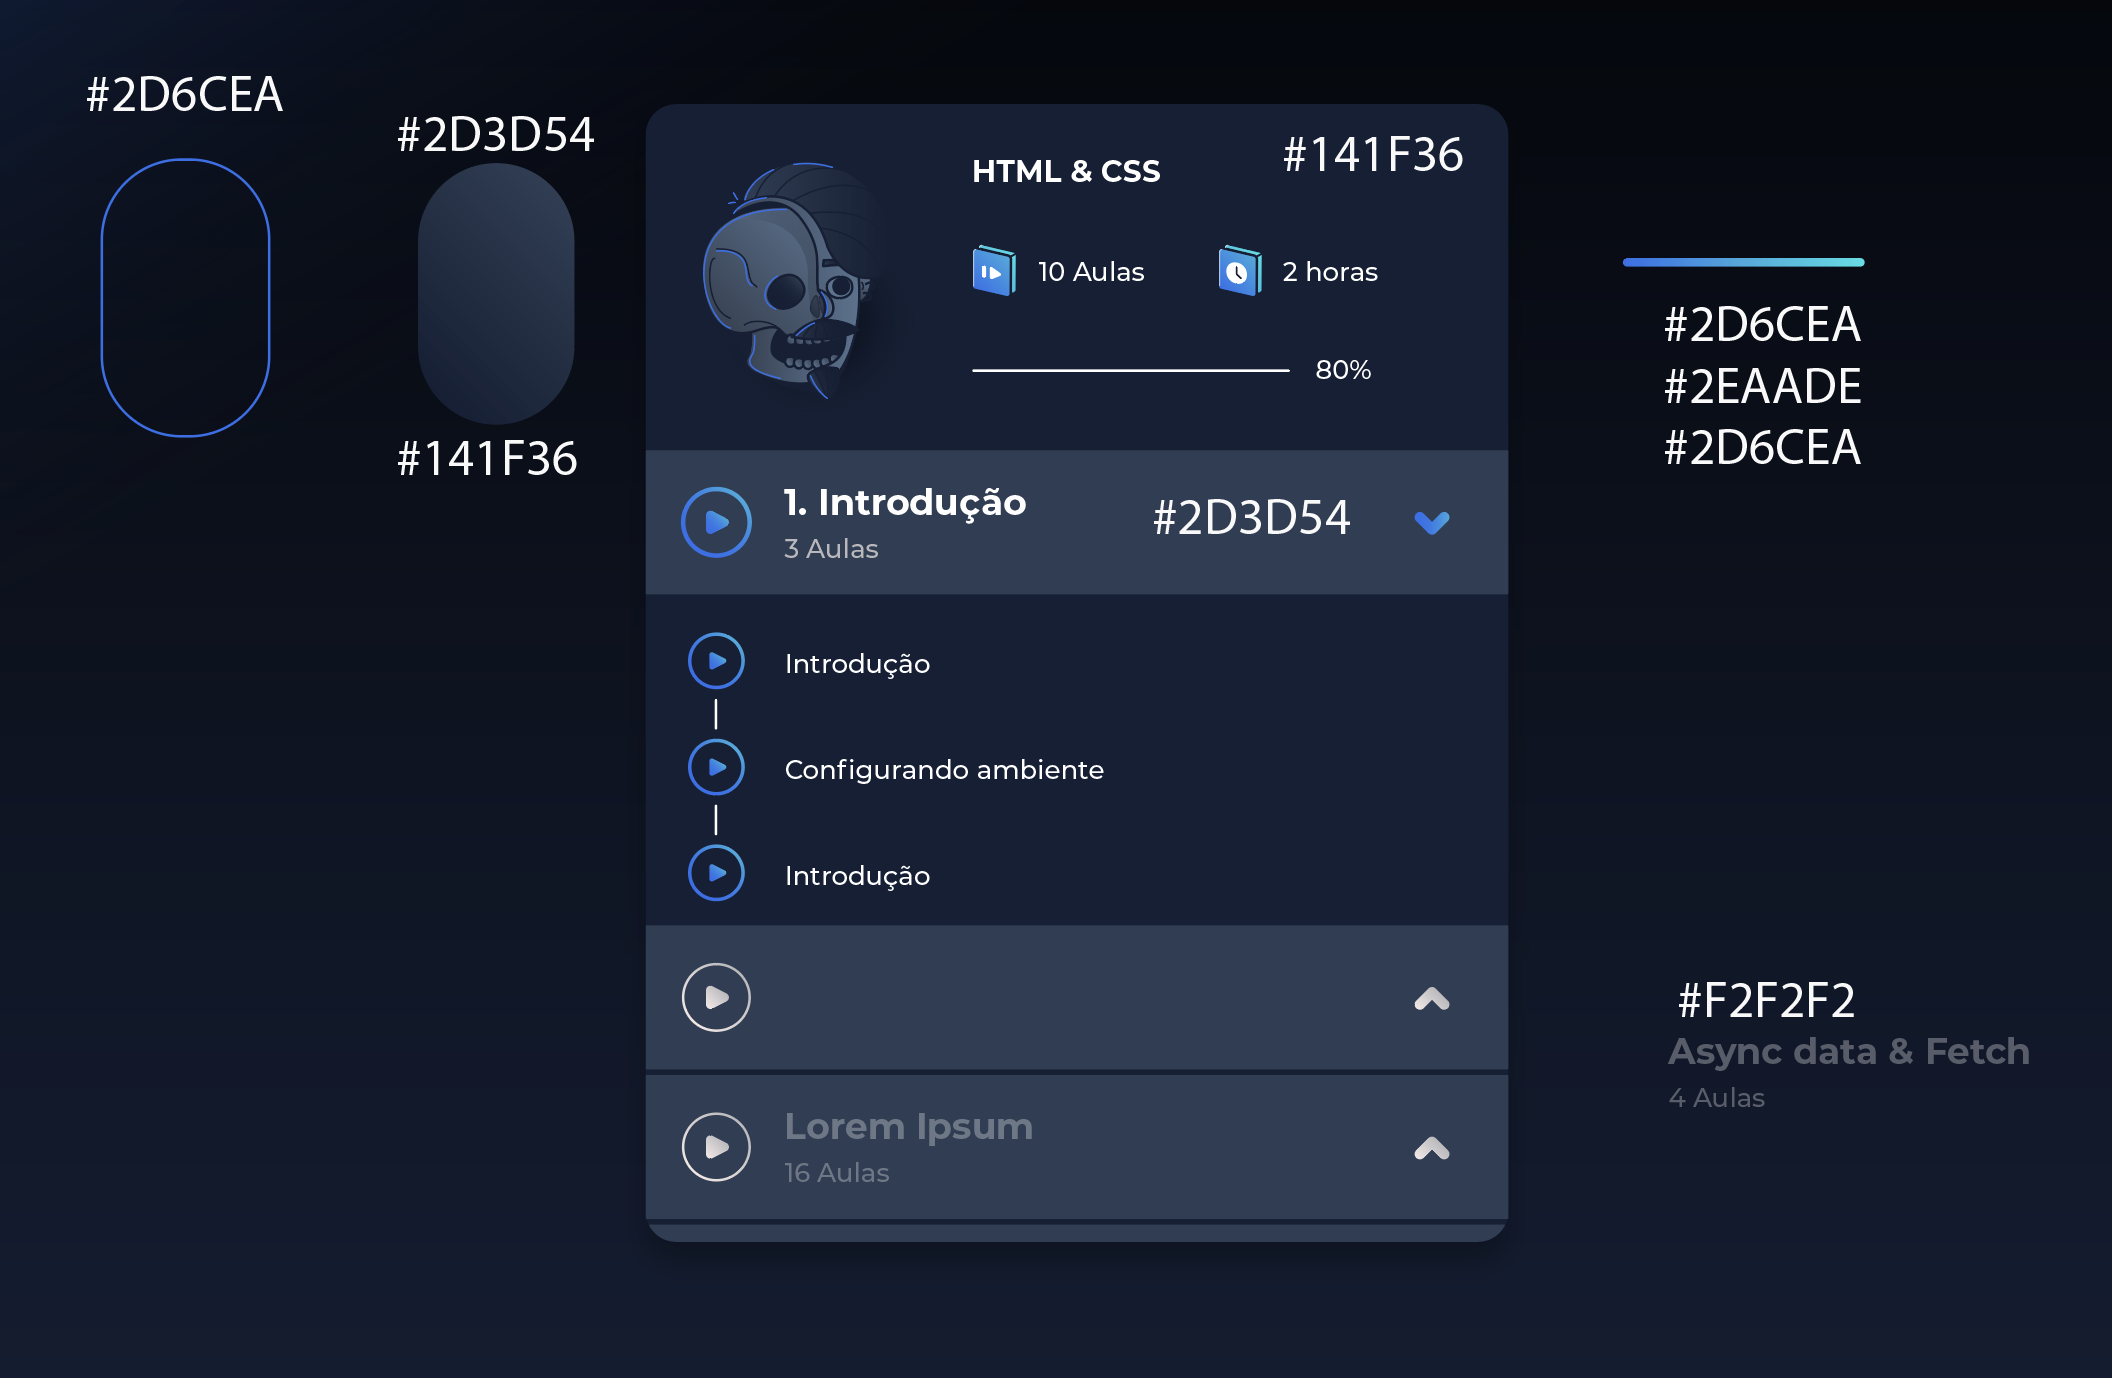 #2D6CEA
#2D3D54
#141F36
HTML & CSS
#141F36
10 Aulas
2 horas
80%
1. Introdução
3 Aulas
#2D3D54
Introdução
Configurando ambiente
Introdução
Lorem Ipsum
16 Aulas
#2D6CEA
#2EAADE
#2D6CEA
#F2F2F2
Async data & Fetch
4 Aulas